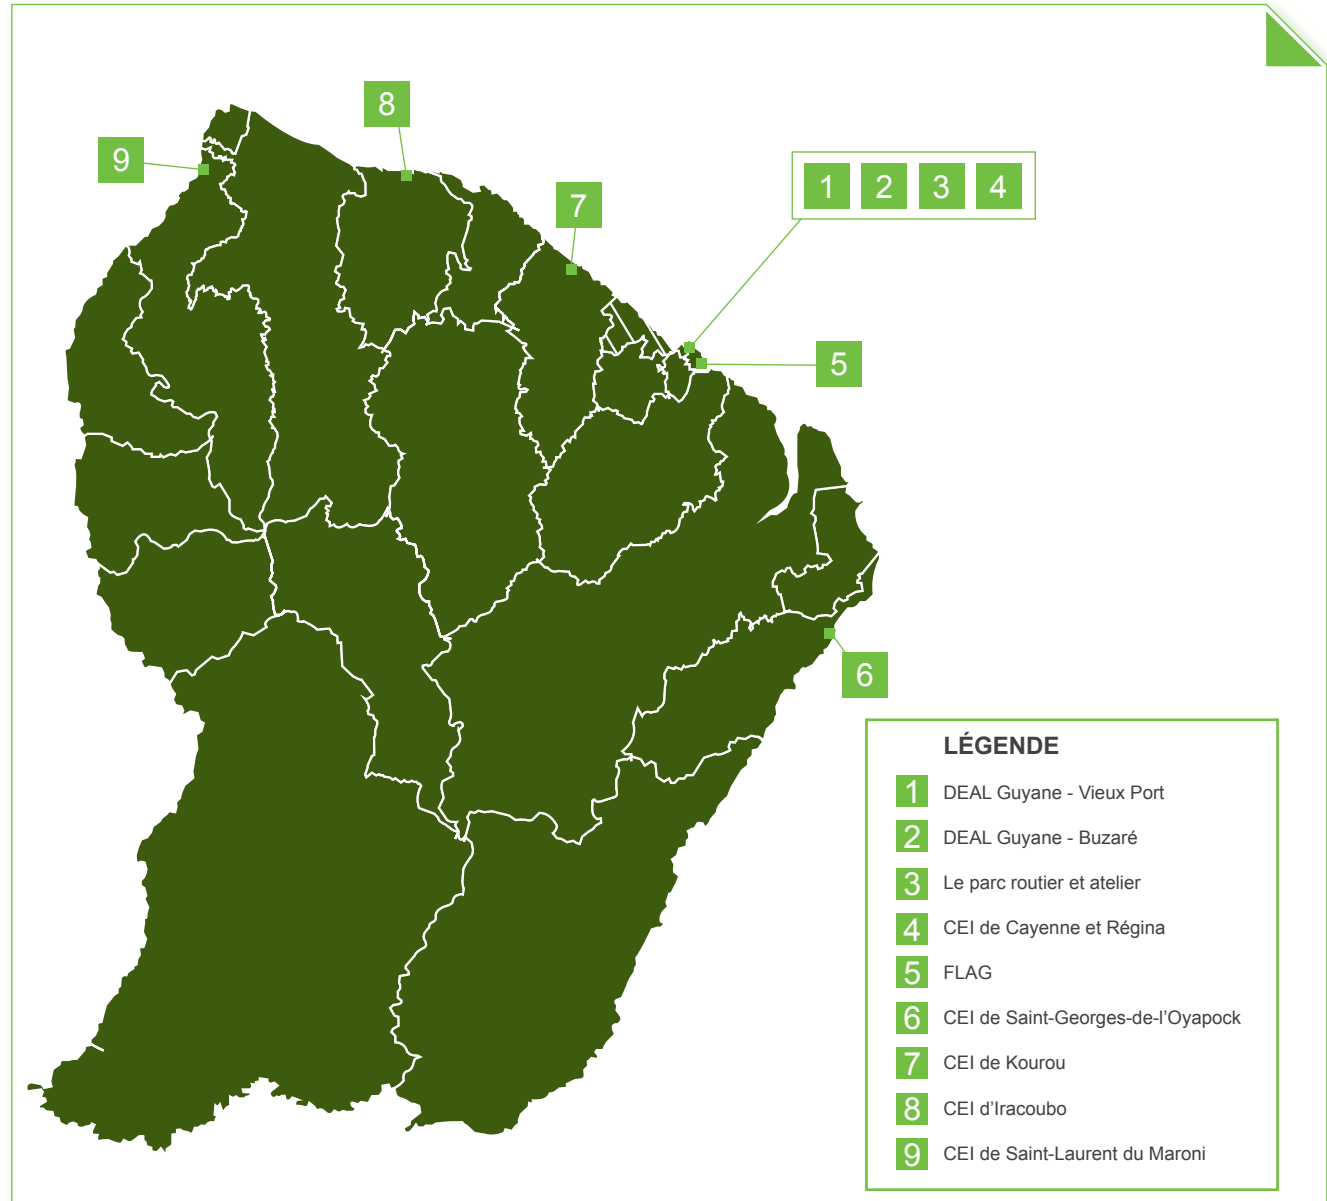 8
9
1 2 3 4
7
5
6
LÉGENDE
1 DEAL Guyane - Vieux Port
2 DEAL Guyane - Buzaré
3 Le parc routier et atelier
4 CEI de Cayenne et Régina
5 FLAG
6 CEI de Saint-Georges-de-l’Oyapock
7 CEI de Kourou
8 CEI d’Iracoubo
9 CEI de Saint-Laurent du Maroni